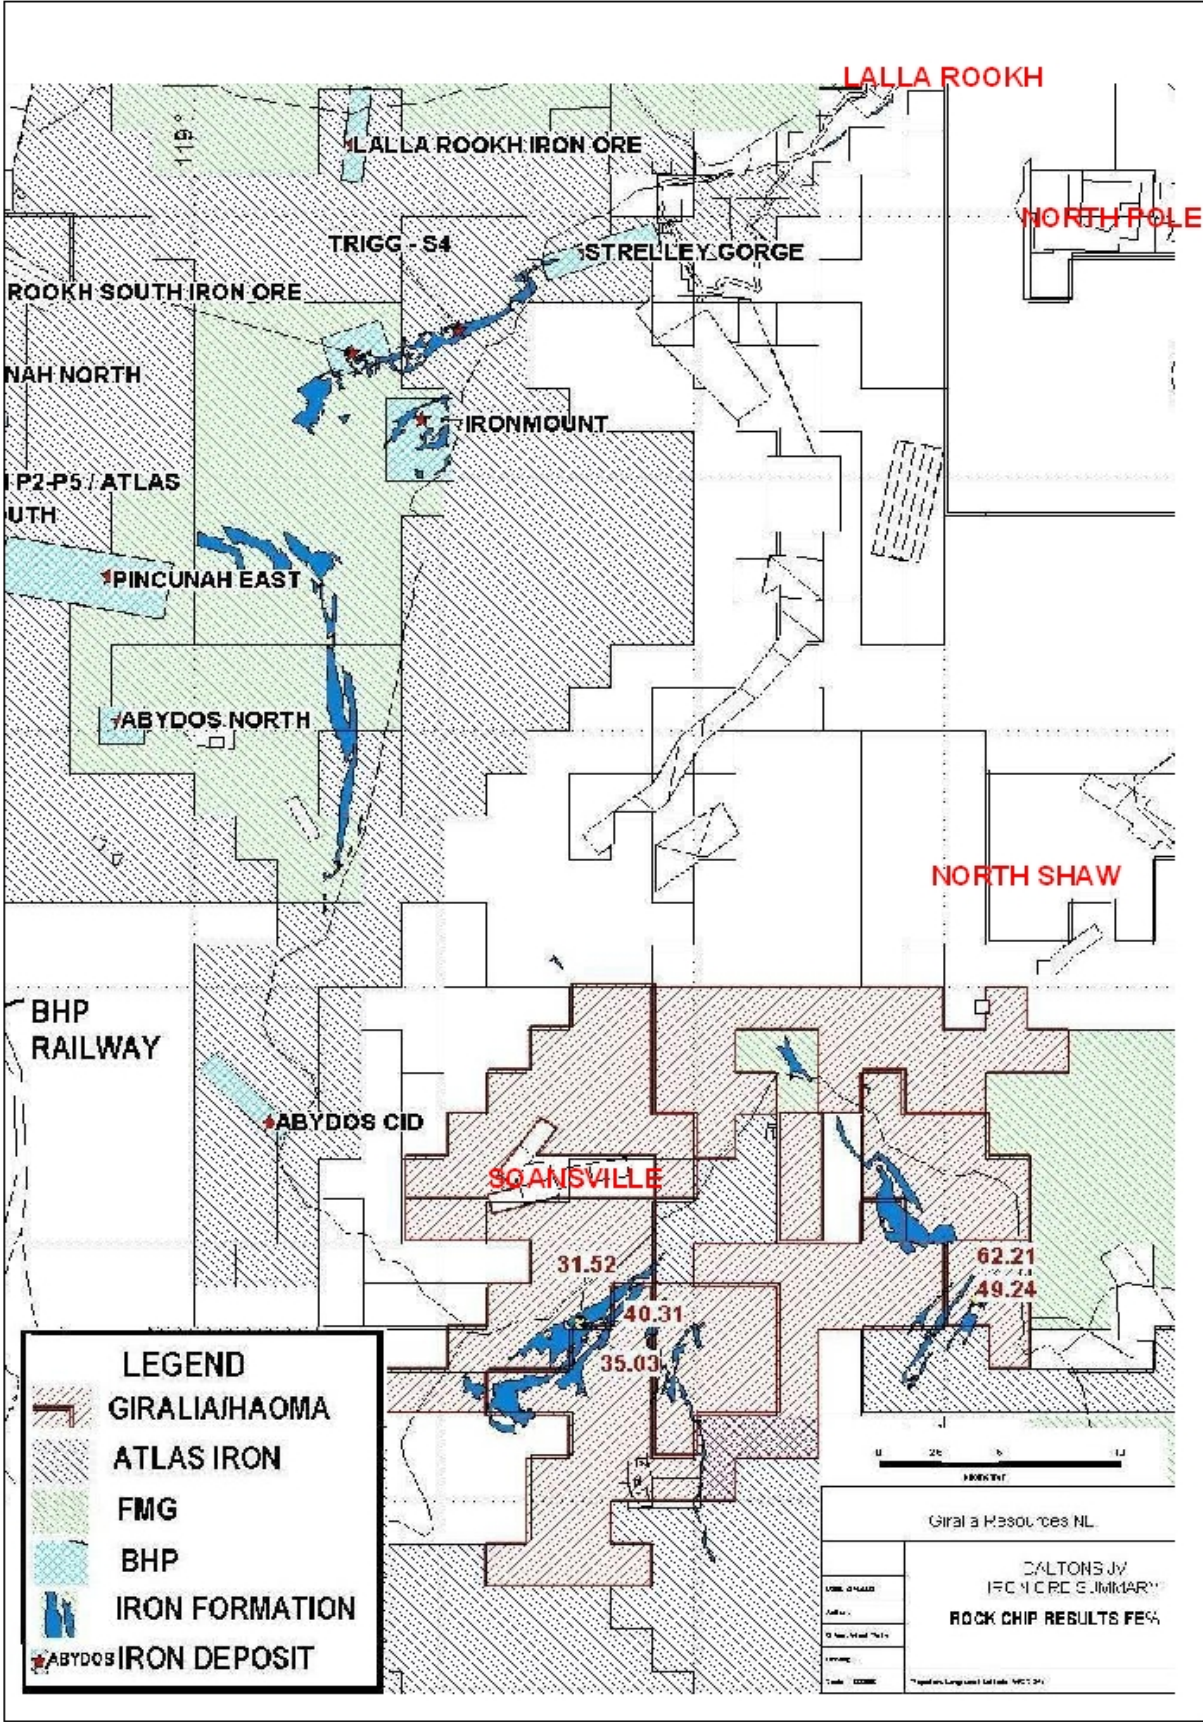 LALLA ROOKH
119°
LALLA ROOKH IRON ORE
NORTH POLE
TRIGG - S4
STRELLEY GORGE
ROOKH SOUTH IRON ORE
NAH NORTH
IRONMOUNT
P2-P5 / ATLAS
UTH
PINCUNAH EAST
ABYDOS NORTH
NORTH SHAW
BHP
RAILWAY
ABYDOS CID
SOANSVILLE
31.52
62.21
49.24
40.31
35.03
LEGEND
GIRALIA/HAOMA
ATLAS IRON
FMG
BHP
IRON FORMATION
ABYDOS IRON DEPOSIT
Giralia Resources NL
DALTONS JV
IRON ORE SUMMARY
ROCK CHIP RESULTS FE%